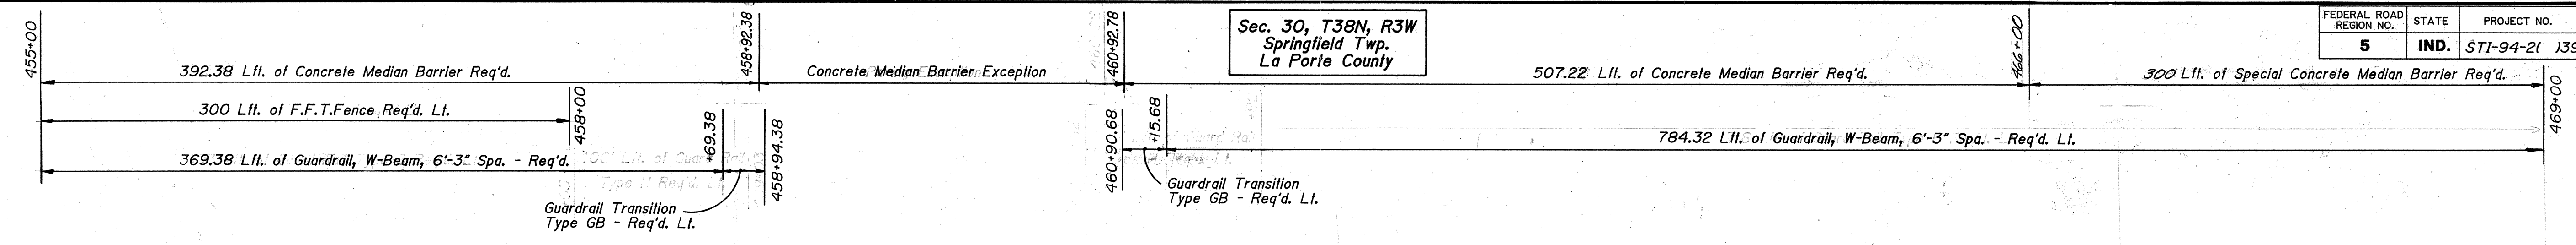 455+00
392.38 Lft. of Concrete Median Barrier Req'd.
458+92.38
Concrete Median Barrier Exception
460+92.78
Sec. 30, T38N, R3W
Springfield Twp.
La Porte County
507.22 Lft. of Concrete Median Barrier Req'd.
466+00
300 Lft. of Special Concrete Median Barrier Req'd.
469+00
FEDERAL ROAD REGION NO.
STATE
PROJECT NO.
5
IND.
STI-94-2( )39
300 Lft. of F.F.T.Fence Req'd. Lt.
458+00
369.38 Lft. of Guardrail, W-Beam, 6'-3" Spa. - Req'd.
+69.38
458+94.38
Guardrail Transition
Type GB - Req'd. Lt.
460+90.68
+15.68
784.32 Lft. of Guardrail, W-Beam, 6'-3" Spa. - Req'd. Lt.
Guardrail Transition
Type GB - Req'd. Lt.